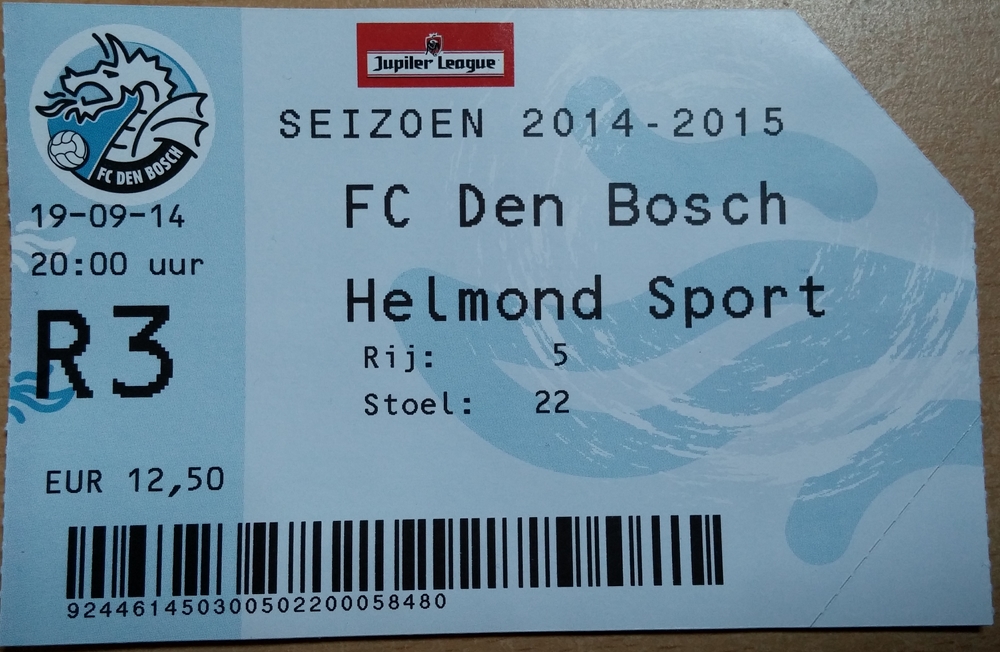 Jupiler League
FC DEN BOSCH
SEIZOEN 2014-2015
19-09-14
20:00 uur
R3
FC Den Bosch
Helmond Sport
Rij: 5
Stoel: 22
EUR 12,50
924461450300502200058480